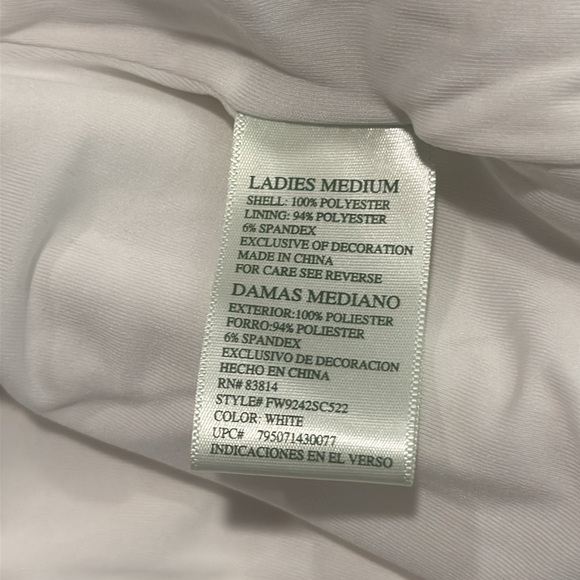 LADIES MEDIUM
SHELL: 100% POLYESTER
LINING: 94% POLYESTER
6% SPANDEX
EXCLUSIVE OF DECORATION
MADE IN CHINA
FOR CARE SEE REVERSE
DAMAS MEDIANO
EXTERIOR:100% POLIESTER
FORRO:94% POLIESTER
6% SPANDEX
EXCLUSIVO DE DECORACION
HECHO EN CHINA
RN# 83814
STYLE# FW9242SC522
COLOR: WHITE
UPC# 795071430077
INDICACIONES EN EL VERSO